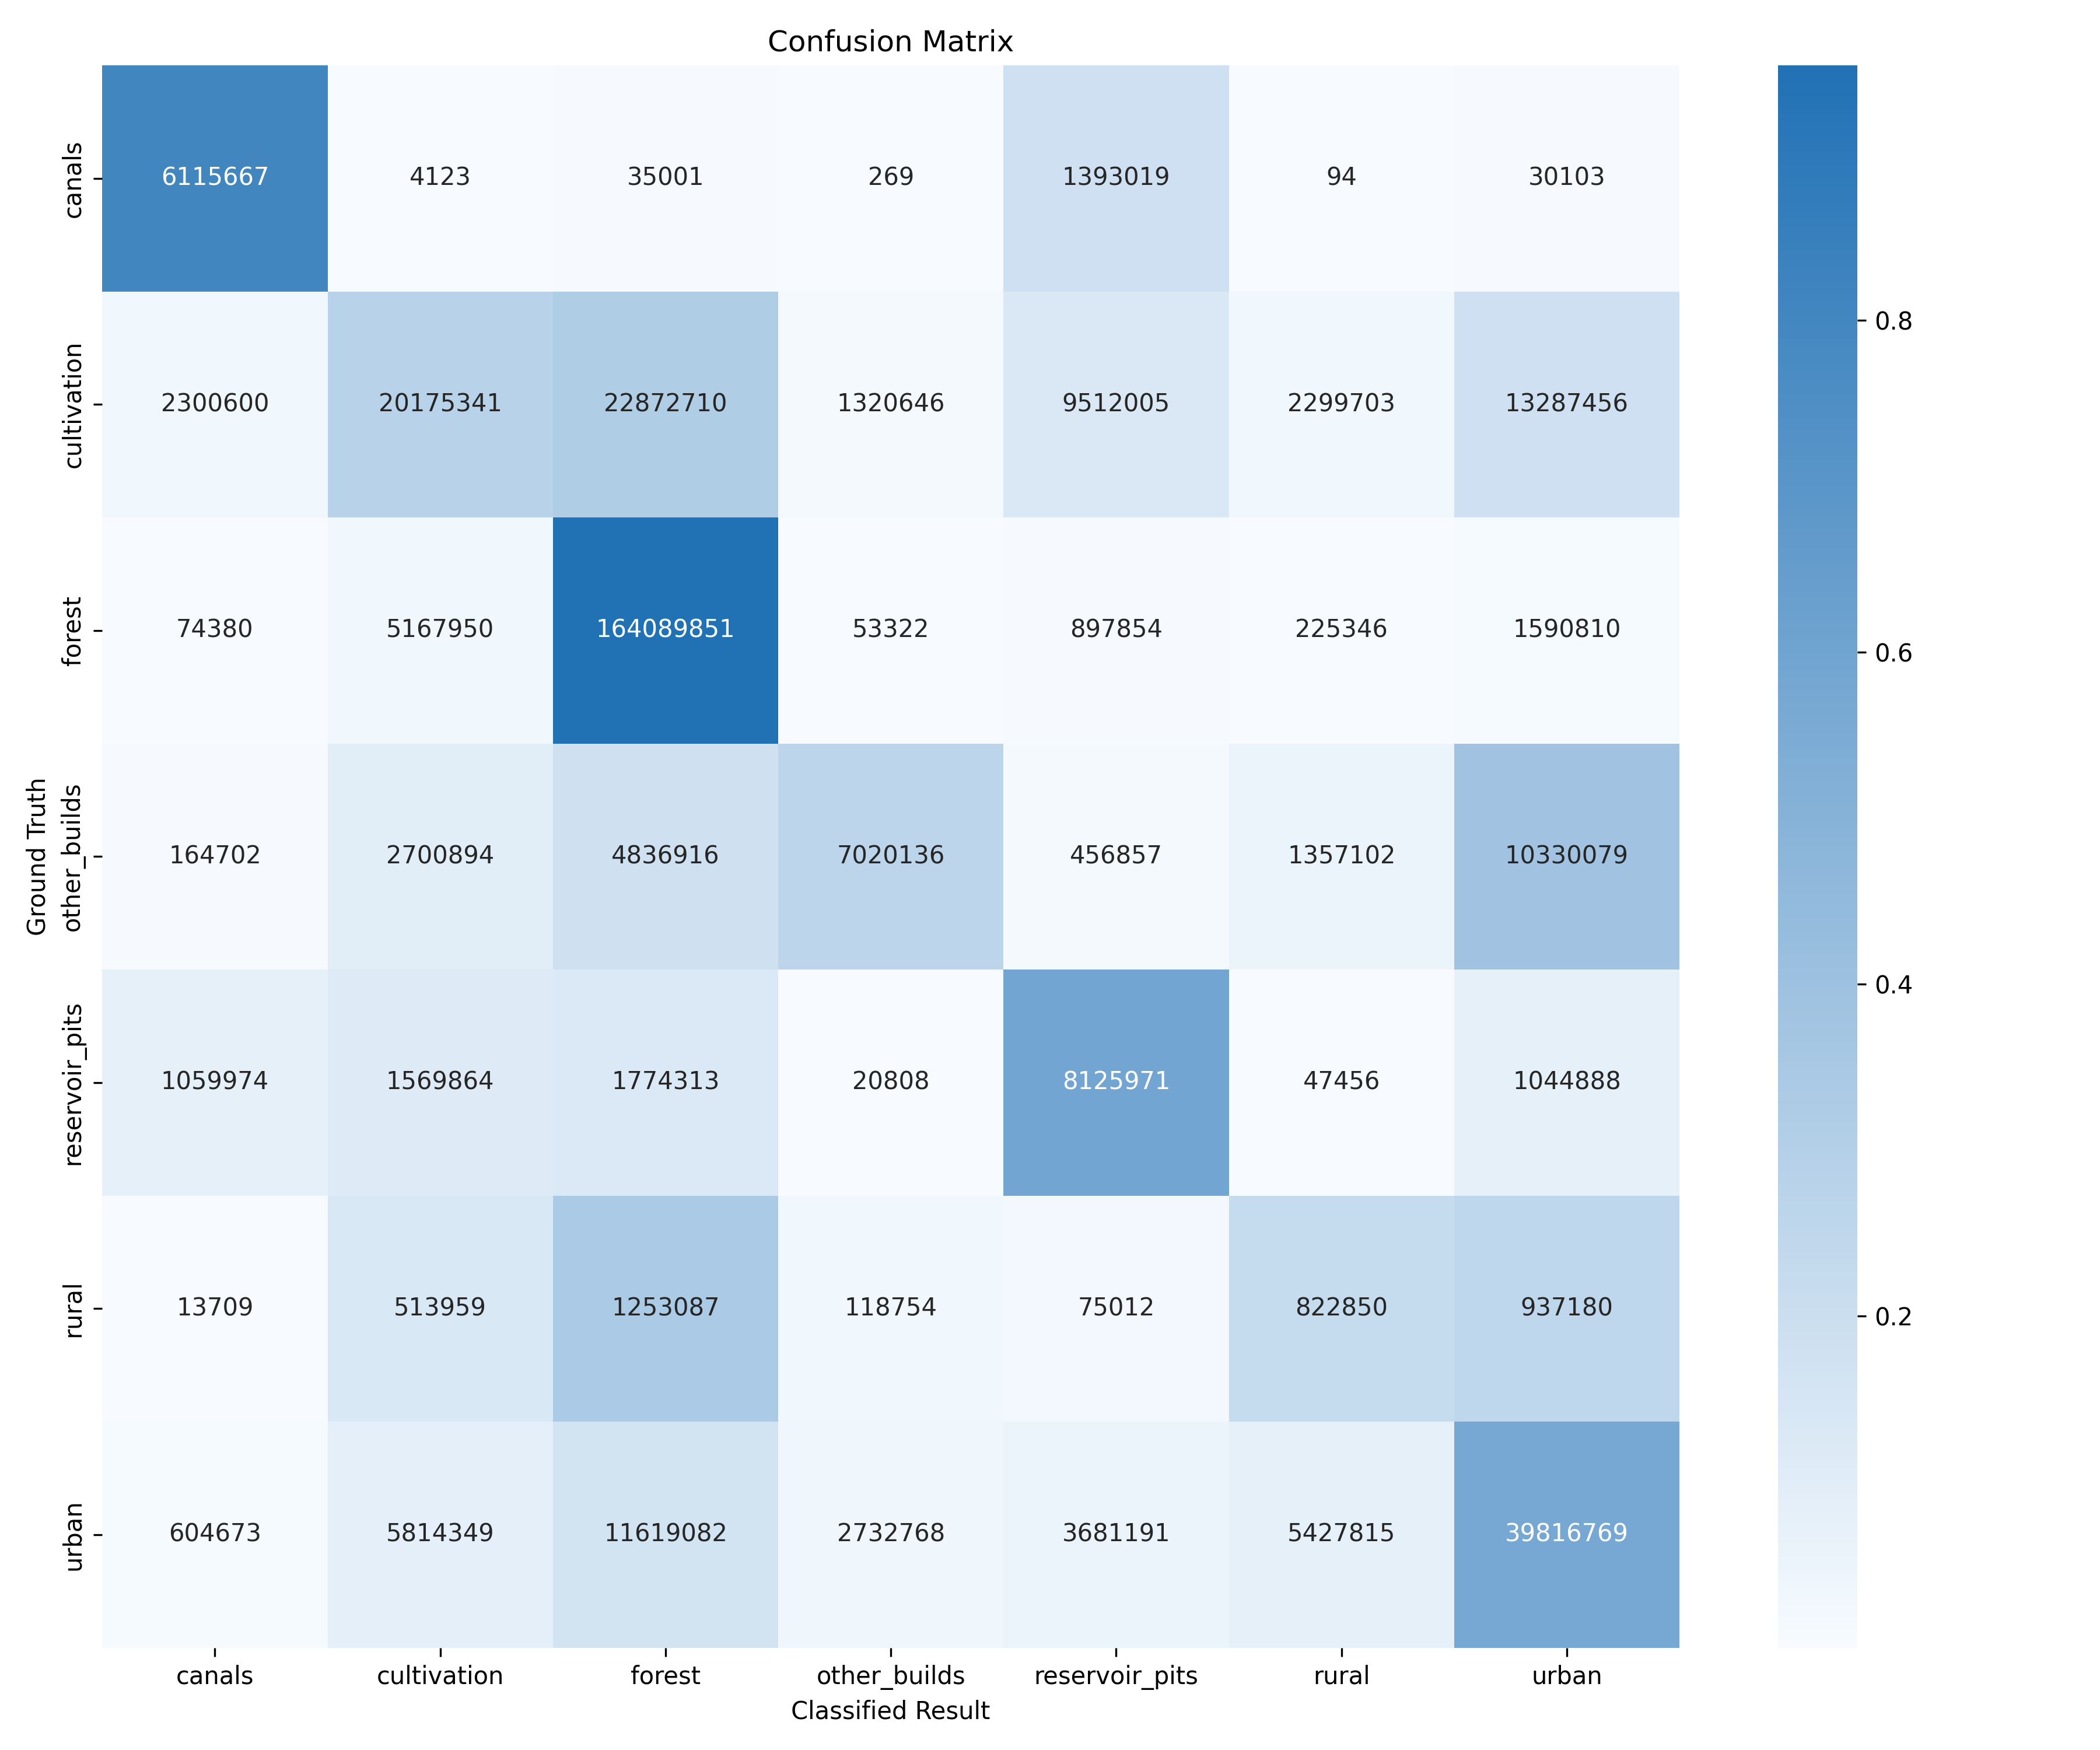 Confusion Matrix
Ground Truth
canals 6115667 4123 35001 269 1393019 94 30103
cultivation 2300600 20175341 22872710 1320646 9512005 2299703 13287456
forest 74380 5167950 164089851 53322 897854 225346 1590810
other_builds 164702 2700894 4836916 7020136 456857 1357102 10330079
reservoir_pits 1059974 1569864 1774313 20808 8125971 47456 1044888
rural 13709 513959 1253087 118754 75012 822850 937180
urban 604673 5814349 11619082 2732768 3681191 5427815 39816769
canals cultivation forest other_builds reservoir_pits rural urban
Classified Result
0.8
0.6
0.4
0.2